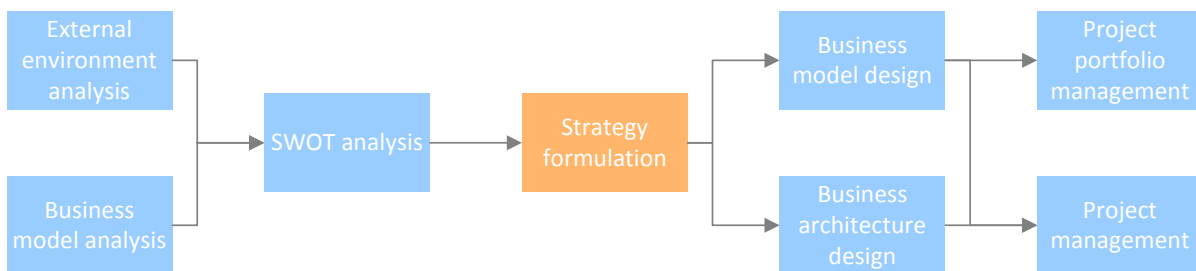 External
environment
analysis
Business
model analysis
SWOT analysis
Strategy
formulation
Business
model design
Business
architecture
design
Project
portfolio
management
Project
management